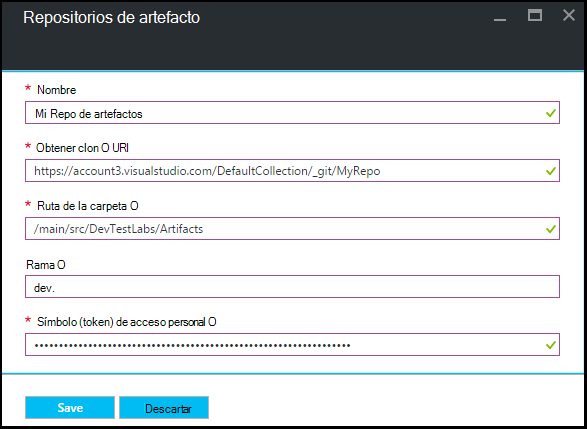 Repositorios de artefacto
* Nombre
Mi Repo de artefactos
* Obtener clon O URI
https://account3.visualstudio.com/DefaultCollection/_git/MyRepo
* Ruta de la carpeta O
/main/src/DevTestLabs/Artifacts
Rama O
dev.
* Símbolo (token) de acceso personal O
Save Descartar